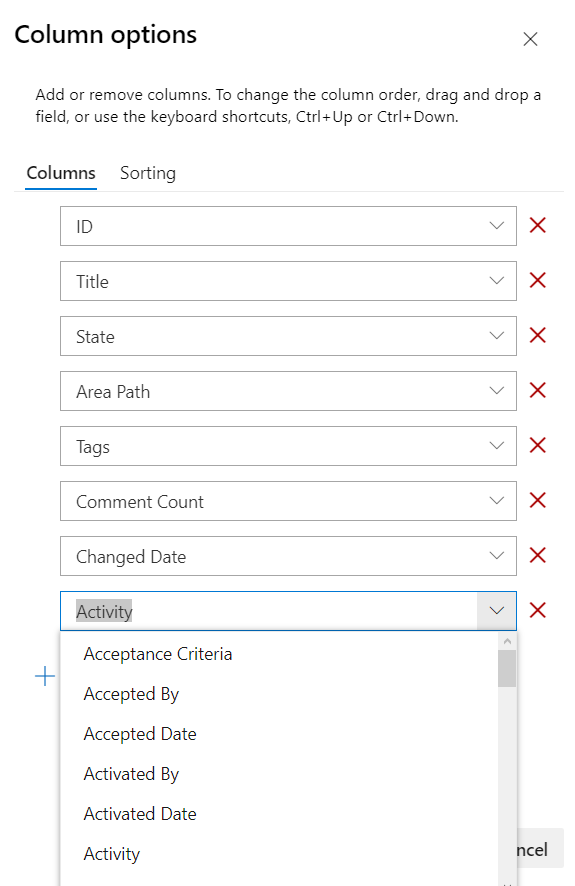 Column options
Add or remove columns. To change the column order, drag and drop a
field, or use the keyboard shortcuts, Ctrl+Up or Ctrl+Down.
Columns Sorting
ID
Title
State
Area Path
Tags
Comment Count
Changed Date
Activity
Acceptance Criteria
Accepted By
Accepted Date
Activated By
Activated Date
Activity
ncel